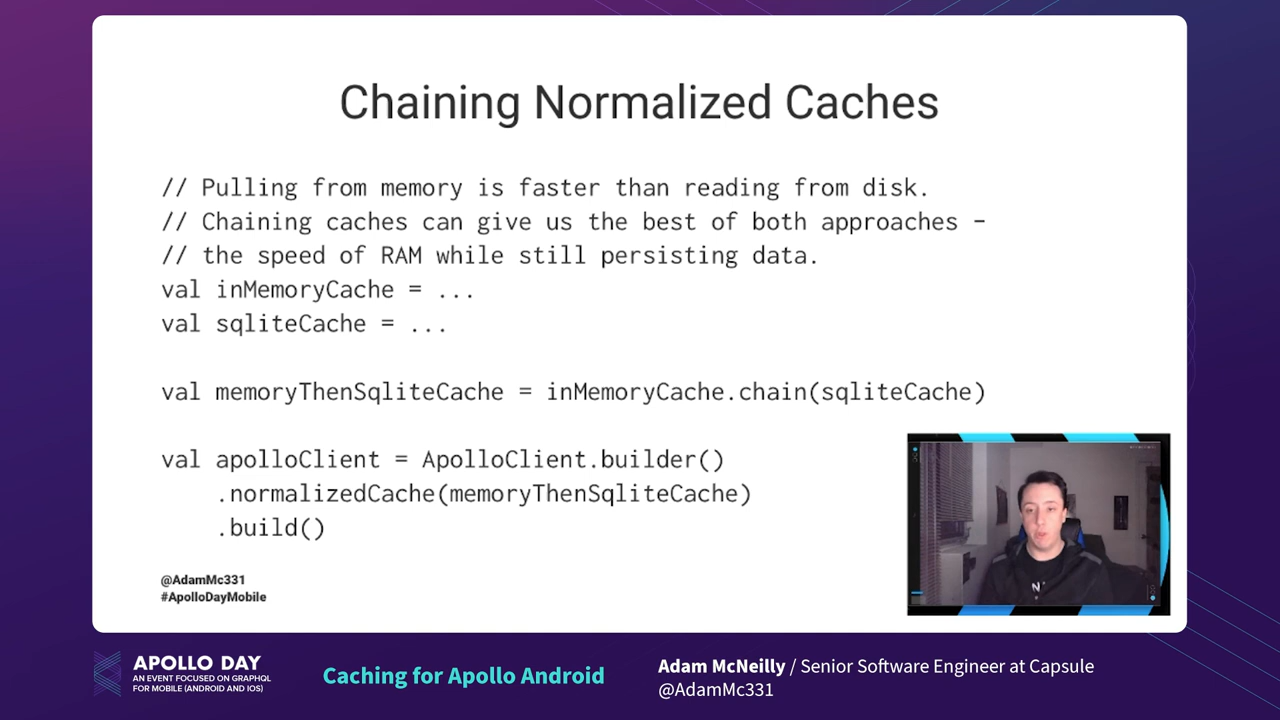 Chaining Normalized Caches
// Pulling from memory is faster than reading from disk.
// Chaining caches can give us the best of both approaches -
// the speed of RAM while still persisting data.
val inMemoryCache = ...
val sqliteCache = ...
val memoryThenSqliteCache = inMemoryCache.chain(sqliteCache)
val apolloClient = ApolloClient.builder()
.normalizedCache(memoryThenSqliteCache)
.build()
@AdamMc331
#ApolloDayMobile
N
APOLLO DAY
AN EVENT FOCUSED ON GRAPHQL
FOR MOBILE (ANDROID AND IOS)
Caching for Apollo Android
Adam McNeilly / Senior Software Engineer at Capsule
@AdamMc331